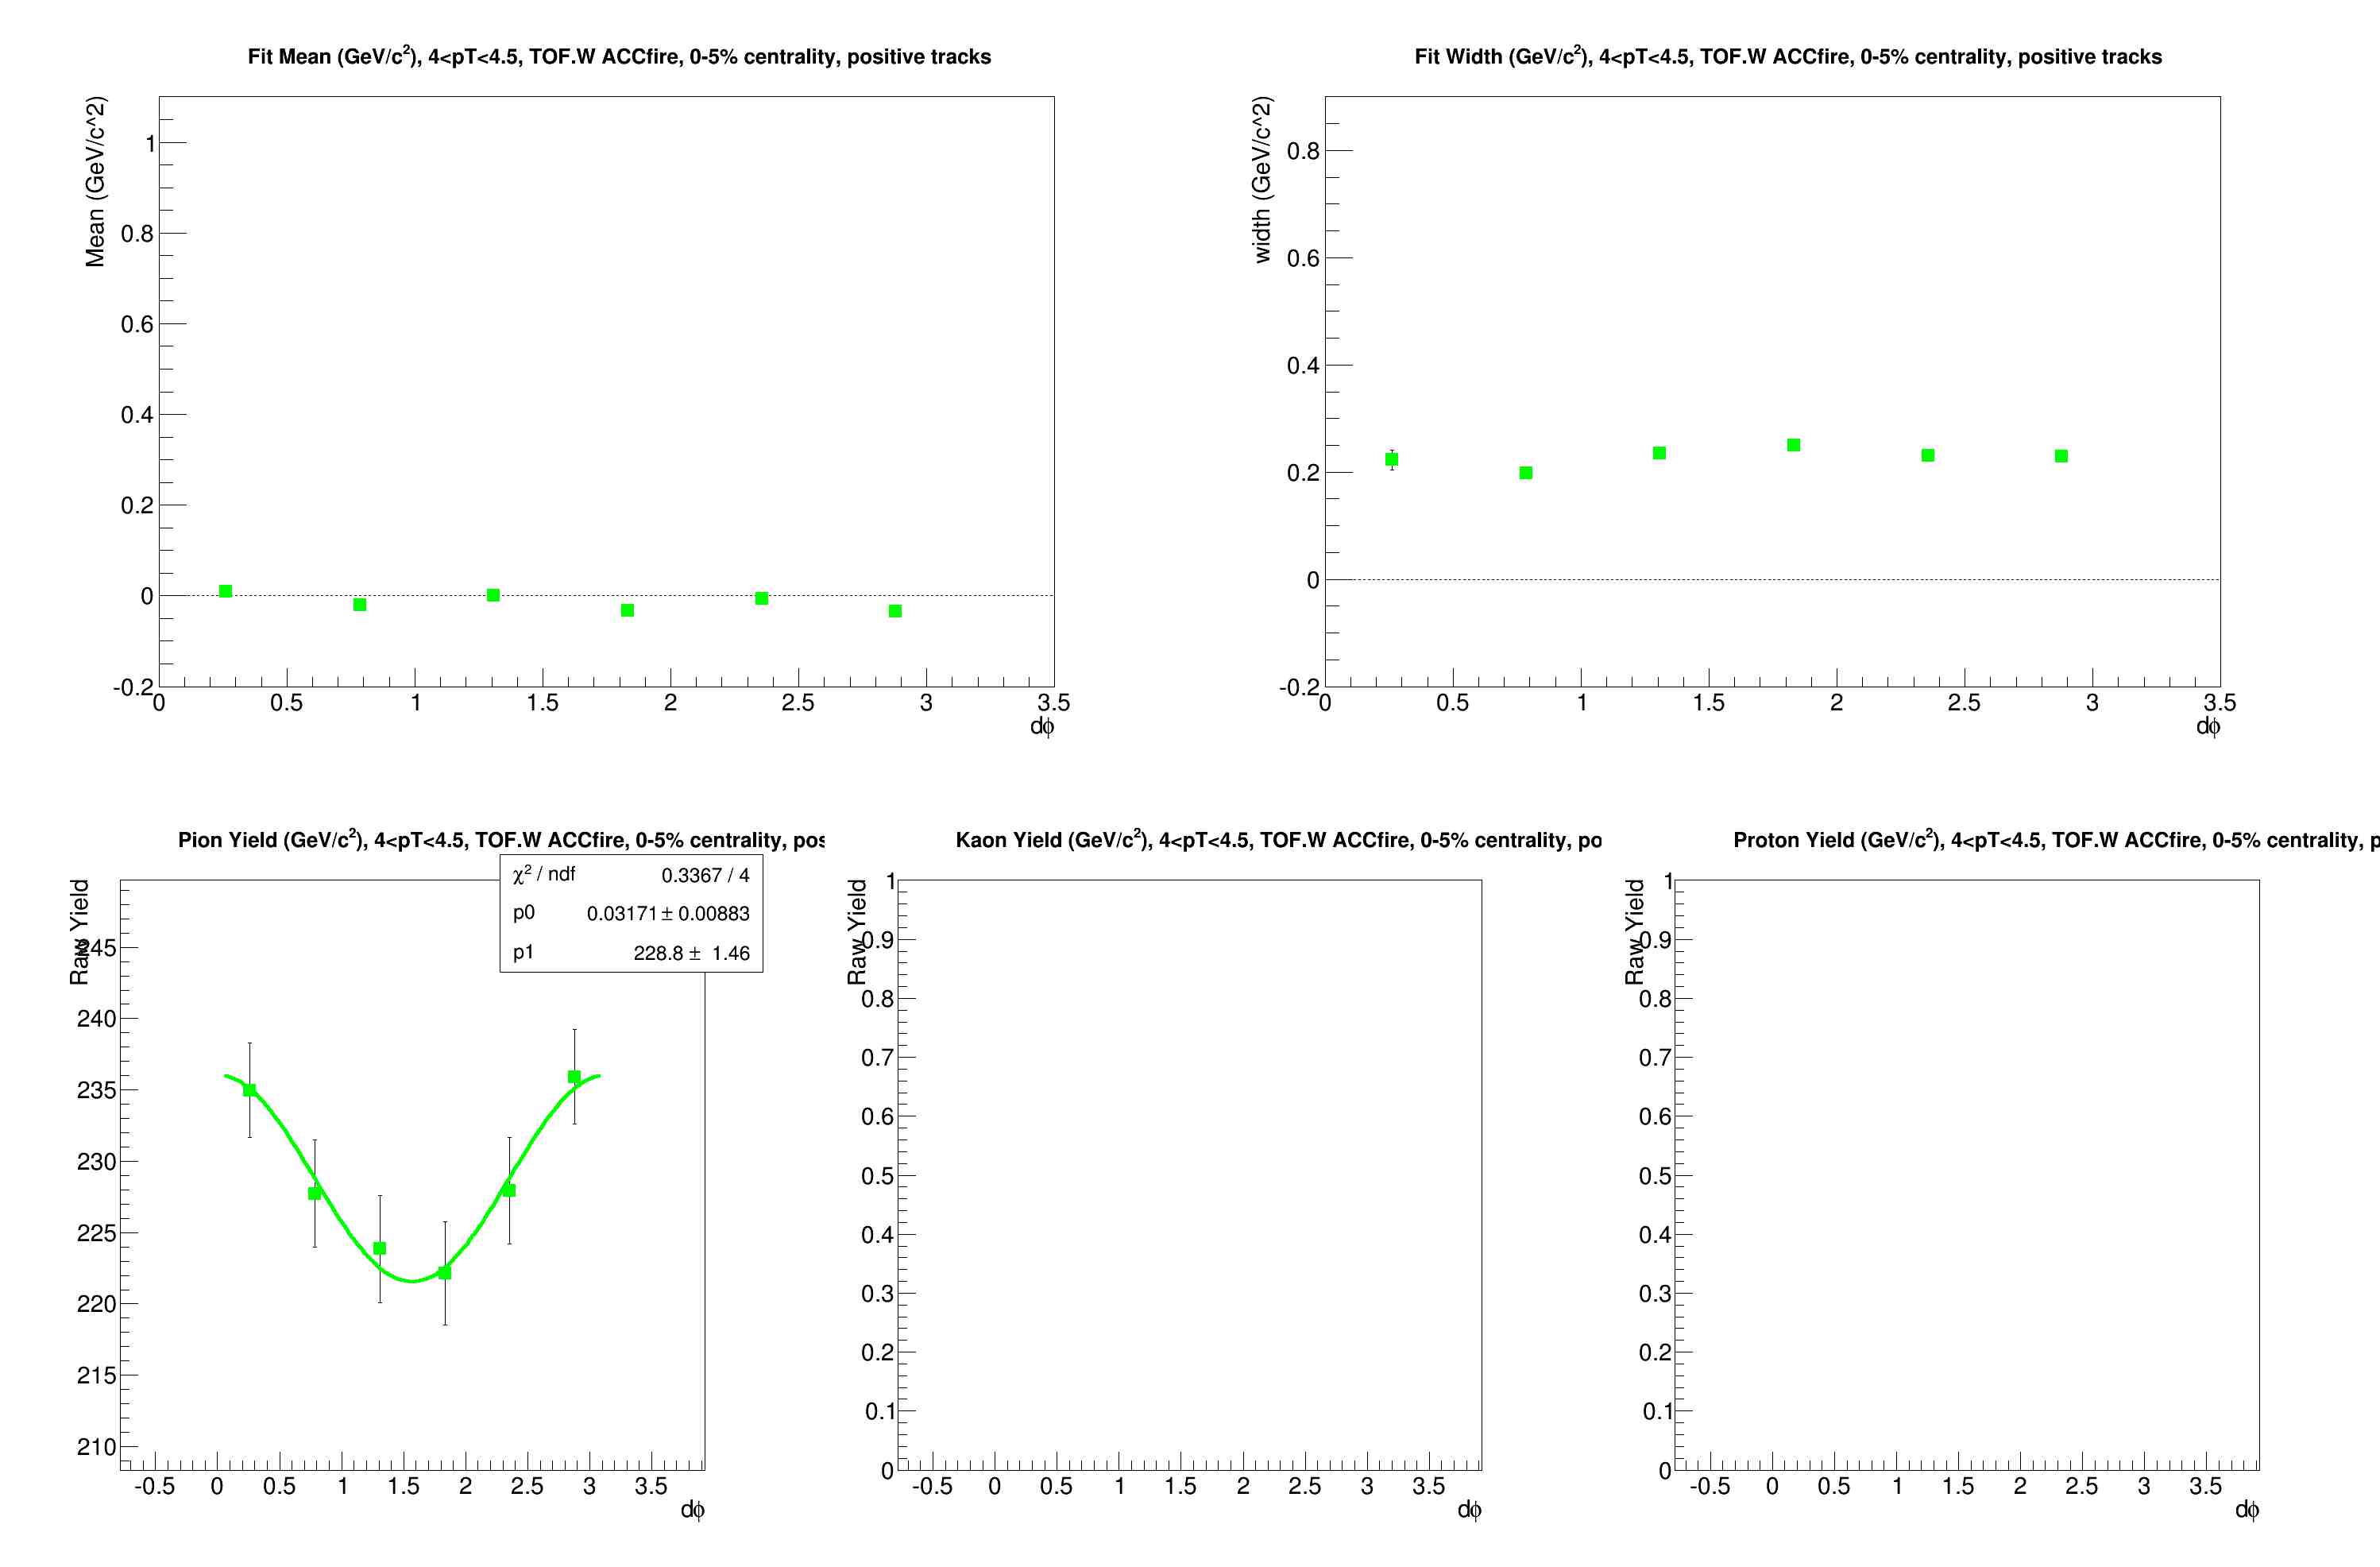 Fit Mean (GeV/c²), 4<pT<4.5, TOF.W ACCfire, 0-5% centrality, positive tracks
Mean (GeV/c^2)
1
0.8
0.6
0.4
0.2
0
-0.2
0 0.5 1 1.5 2 2.5 3 3.5
dϕ
Fit Width (GeV/c²), 4<pT<4.5, TOF.W ACCfire, 0-5% centrality, positive tracks
width (GeV/c^2)
0.8
0.6
0.4
0.2
0
-0.2
0 0.5 1 1.5 2 2.5 3 3.5
dϕ
Pion Yield (GeV/c²), 4<pT<4.5, TOF.W ACCfire, 0-5% centrality, pos
χ² / ndf 0.3367 / 4
p0 0.03171 ± 0.00883
p1 228.8 ± 1.46
Raw Yield
245
240
235
230
225
220
215
210
-0.5 0 0.5 1 1.5 2 2.5 3 3.5
dϕ
Kaon Yield (GeV/c²), 4<pT<4.5, TOF.W ACCfire, 0-5% centrality, po
Raw Yield
1
0.9
0.8
0.7
0.6
0.5
0.4
0.3
0.2
0.1
0
-0.5 0 0.5 1 1.5 2 2.5 3 3.5
dϕ
Proton Yield (GeV/c²), 4<pT<4.5, TOF.W ACCfire, 0-5% centrality, p
Raw Yield
1
0.9
0.8
0.7
0.6
0.5
0.4
0.3
0.2
0.1
0
-0.5 0 0.5 1 1.5 2 2.5 3 3.5
dϕ